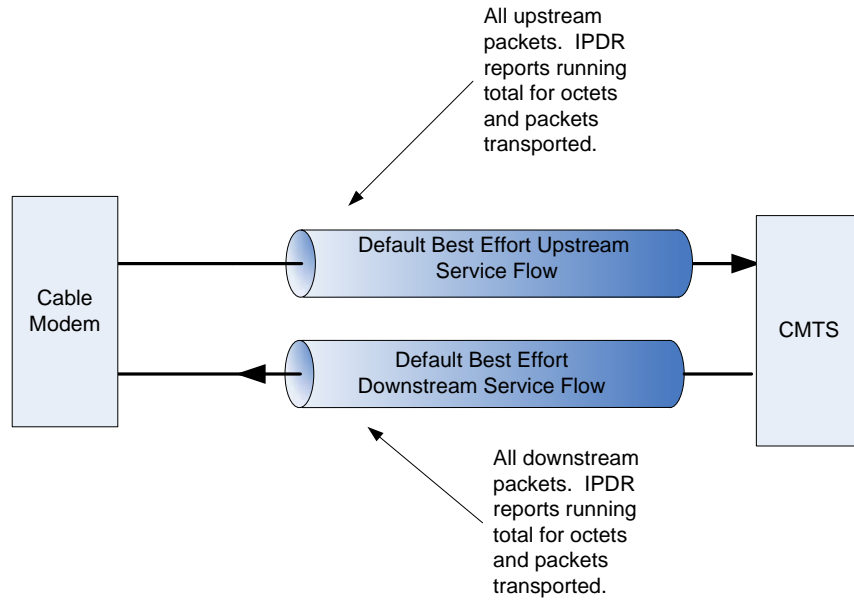 All upstream
packets.  IPDR
reports running
total for octets
and packets
transported.
Default Best Effort Upstream
Service Flow
Cable
Modem
CMTS
Default Best Effort
Downstream Service Flow
All downstream
packets.  IPDR
reports running
total for octets
and packets
transported.